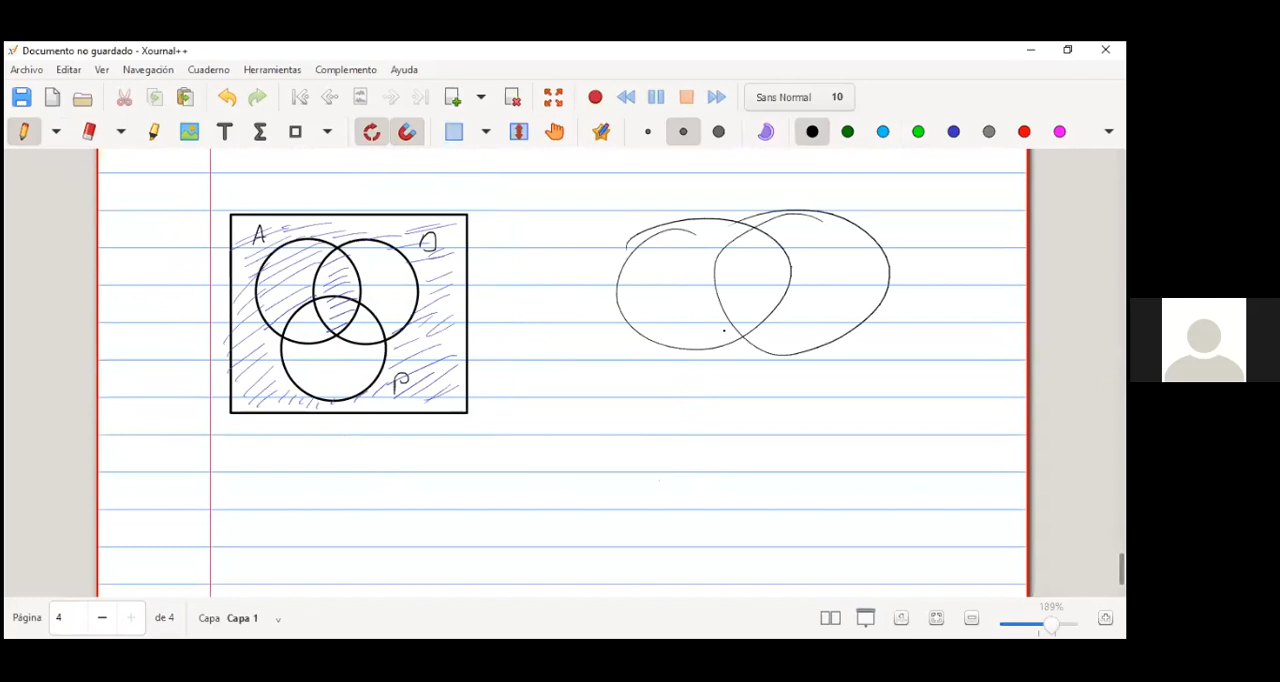 Documento no guardado - Xournal++
Archivo Editar Ver Navegación Cuaderno Herramientas Complemento Ayuda
Sans Normal 10
A
P
Página 4 de 4 Capa Capa 1 189%